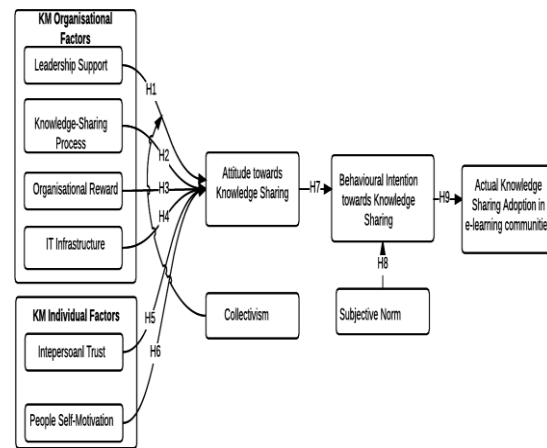 KM Organisational
Factors
Leadership Support
Knowledge-Sharing
Process
Organisational Reward
IT Infrastructure
KM Individual Factors
Intepersoanl Trust
People Self-Motivation
H1
H2
H3
H4
H5
H6
Attitude towards
Knowledge Sharing
Collectivism
H7
Behavioural Intention
towards Knowledge
Sharing
H8
Subjective Norm
H9
Actual Knowledge
Sharing Adoption in
e-learning communitie